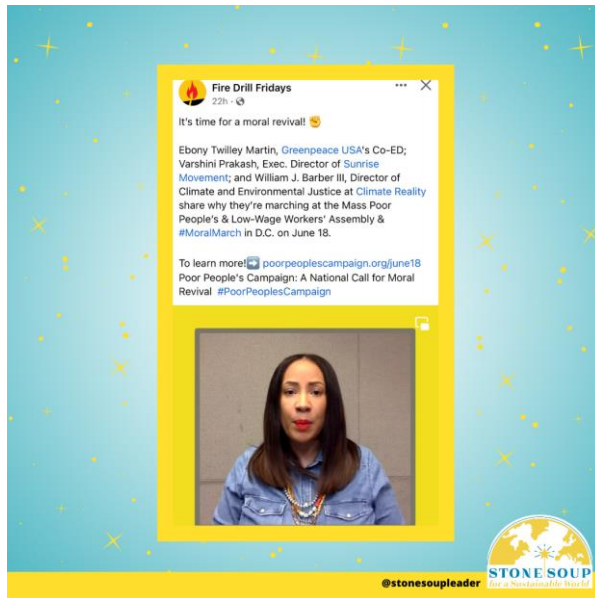 Fire Drill Fridays
22h ·
It's time for a moral revival! ✊
Ebony Twilley Martin, Greenpeace USA's Co-ED;
Varshini Prakash, Exec. Director of Sunrise
Movement; and William J. Barber III, Director of
Climate and Environmental Justice at Climate Reality
share why they're marching at the Mass Poor
People's & Low-Wage Workers' Assembly &
#MoralMarch in D.C. on June 18.
To learn more!➡️ poorpeoplescampaign.org/june18
Poor People's Campaign: A National Call for Moral
Revival #PoorPeoplesCampaign
@stonesoupleader
STONE SOUP
for a Sustainable World